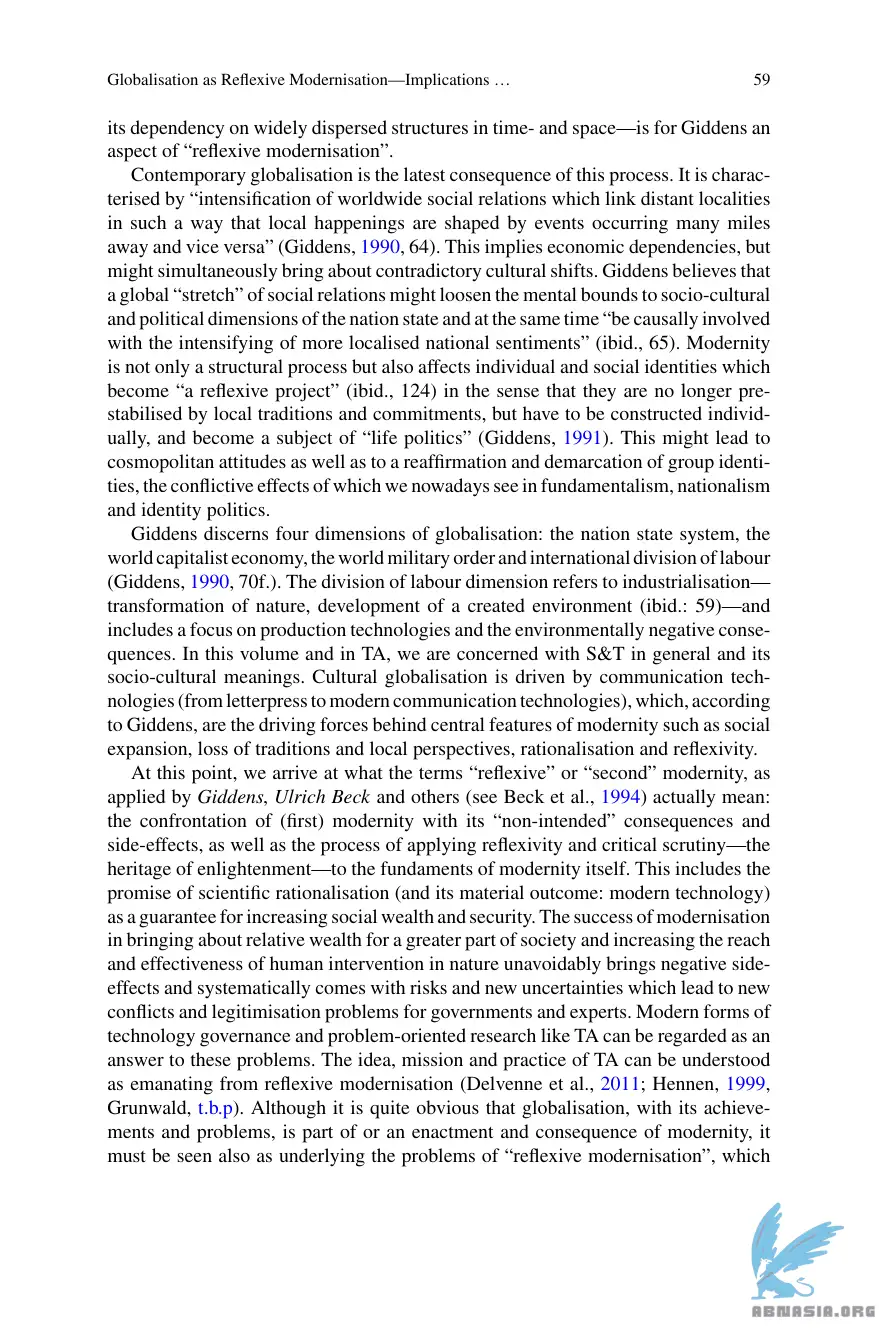 Globalisation as Reflexive Modernisation—Implications … 59
its dependency on widely dispersed structures in time- and space—is for Giddens an
aspect of “reflexive modernisation”.
Contemporary globalisation is the latest consequence of this process. It is charac-
terised by “intensification of worldwide social relations which link distant localities
in such a way that local happenings are shaped by events occurring many miles
away and vice versa” (Giddens, 1990, 64). This implies economic dependencies, but
might simultaneously bring about contradictory cultural shifts. Giddens believes that
a global “stretch” of social relations might loosen the mental bounds to socio-cultural
and political dimensions of the nation state and at the same time “be causally involved
with the intensifying of more localised national sentiments” (ibid., 65). Modernity
is not only a structural process but also affects individual and social identities which
become “a reflexive project” (ibid., 124) in the sense that they are no longer pre-
stabilised by local traditions and commitments, but have to be constructed individ-
ually, and become a subject of “life politics” (Giddens, 1991). This might lead to
cosmopolitan attitudes as well as to a reaffirmation and demarcation of group identi-
ties, the conflictive effects of which we nowadays see in fundamentalism, nationalism
and identity politics.
Giddens discerns four dimensions of globalisation: the nation state system, the
world capitalist economy, the world military order and international division of labour
(Giddens, 1990, 70f.). The division of labour dimension refers to industrialisation—
transformation of nature, development of a created environment (ibid.: 59)—and
includes a focus on production technologies and the environmentally negative conse-
quences. In this volume and in TA, we are concerned with S&T in general and its
socio-cultural meanings. Cultural globalisation is driven by communication tech-
nologies (from letterpress to modern communication technologies), which, according
to Giddens, are the driving forces behind central features of modernity such as social
expansion, loss of traditions and local perspectives, rationalisation and reflexivity.
At this point, we arrive at what the terms “reflexive” or “second” modernity, as
applied by Giddens, Ulrich Beck and others (see Beck et al., 1994) actually mean:
the confrontation of (first) modernity with its “non-intended” consequences and
side-effects, as well as the process of applying reflexivity and critical scrutiny—the
heritage of enlightenment—to the fundaments of modernity itself. This includes the
promise of scientific rationalisation (and its material outcome: modern technology)
as a guarantee for increasing social wealth and security. The success of modernisation
in bringing about relative wealth for a greater part of society and increasing the reach
and effectiveness of human intervention in nature unavoidably brings negative side-
effects and systematically comes with risks and new uncertainties which lead to new
conflicts and legitimisation problems for governments and experts. Modern forms of
technology governance and problem-oriented research like TA can be regarded as an
answer to these problems. The idea, mission and practice of TA can be understood
as emanating from reflexive modernisation (Delvenne et al., 2011; Hennen, 1999,
Grunwald, t.b.p). Although it is quite obvious that globalisation, with its achieve-
ments and problems, is part of or an enactment and consequence of modernity, it
must be seen also as underlying the problems of “reflexive modernisation”, which
ABNASIA.ORG